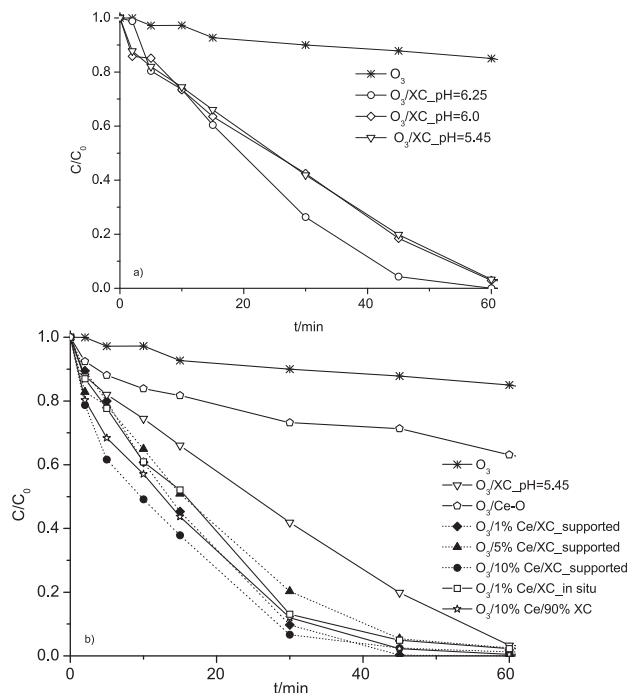 1.0
0.8
0.6
0.4
0.2
0.0
C/C₀
O₃
O₃/XC_pH=6.25
O₃/XC_pH=6.0
O₃/XC_pH=5.45
a)
0 20 40 60
t/min
1.0
0.8
0.6
0.4
0.2
0.0
C/C₀
O₃
O₃/XC_pH=5.45
O₃/Ce-O
O₃/1% Ce/XC_supported
O₃/5% Ce/XC_supported
O₃/10% Ce/XC_supported
O₃/1% Ce/XC_in situ
O₃/10% Ce/90% XC
b)
0 20 40 60
t/min